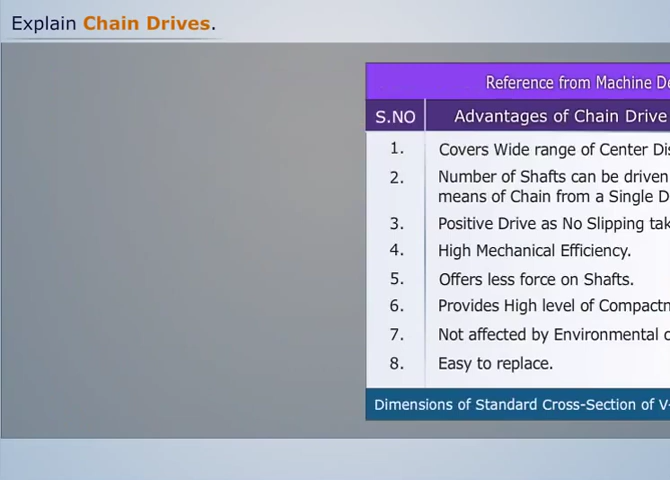 Explain Chain Drives.
Reference from Machine
S.NO Advantages of Chain Drive
1. Covers Wide range of Center
2. Number of Shafts can be driven
means of Chain from a Single
3. Positive Drive as No Slipping
4. High Mechanical Efficiency.
5. Offers less force on Shafts.
6. Provides High level of
7. Not affected by Environmental
8. Easy to replace.
Dimensions of Standard Cross-Section of